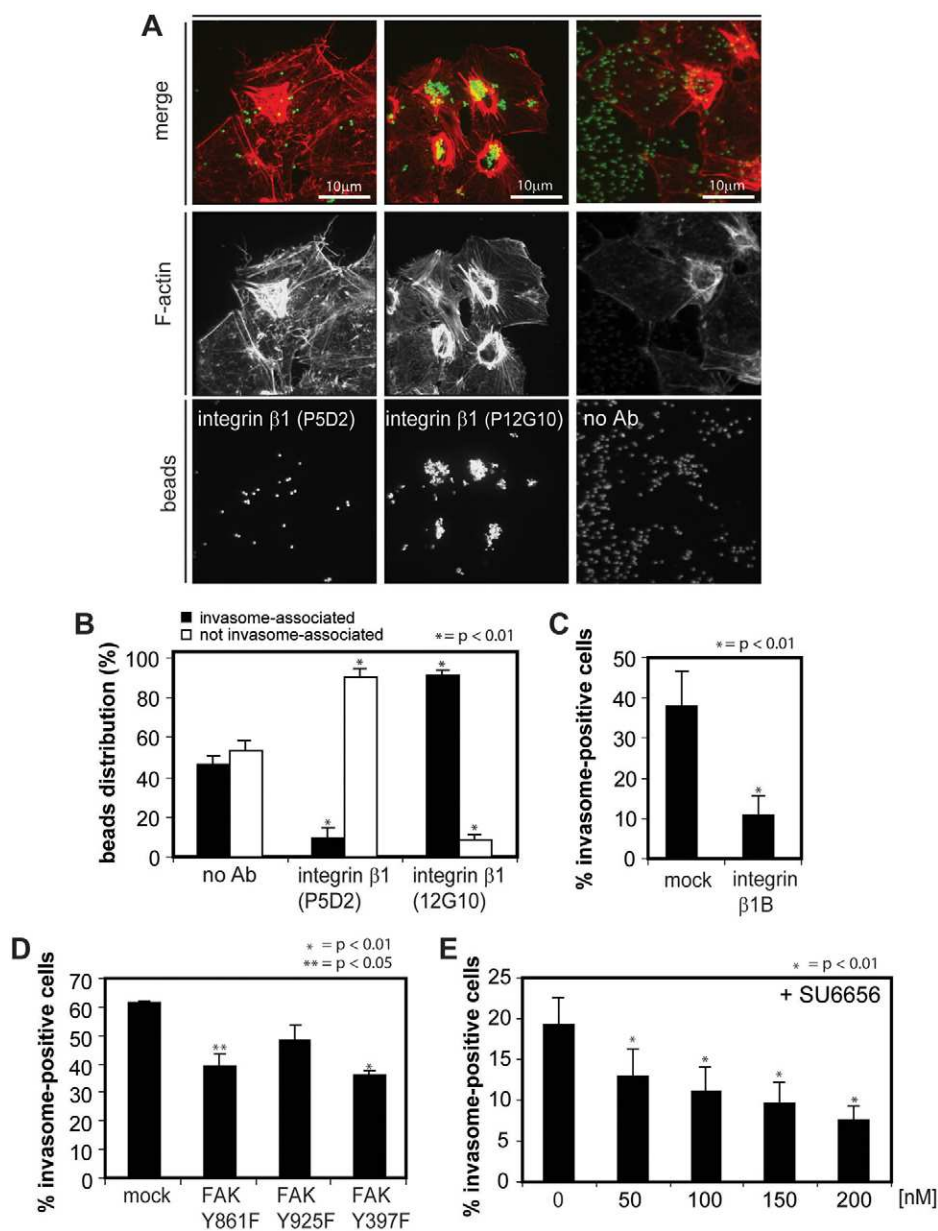 A
merge
10μm
10μm
10μm
F-actin
beads
integrin β1 (P5D2)
integrin β1 (P12G10)
no Ab
B
invasome-associated
not invasome-associated
* = p < 0.01
beads distribution (%)
100
80
60
40
20
0
*
*
*
*
no Ab
integrin β1
(P5D2)
integrin β1
(12G10)
C
* = p < 0.01
% invasome-positive cells
50
40
30
20
10
0
*
mock
integrin
β1B
D
* = p < 0.01
** = p < 0.05
% invasome-positive cells
70
60
50
40
30
20
10
0
**
*
mock
FAK
Y861F
FAK
Y925F
FAK
Y397F
E
* = p < 0.01
+ SU6656
% invasome-positive cells
25
20
15
10
5
0
*
*
*
*
0
50
100
150
200
[nM]